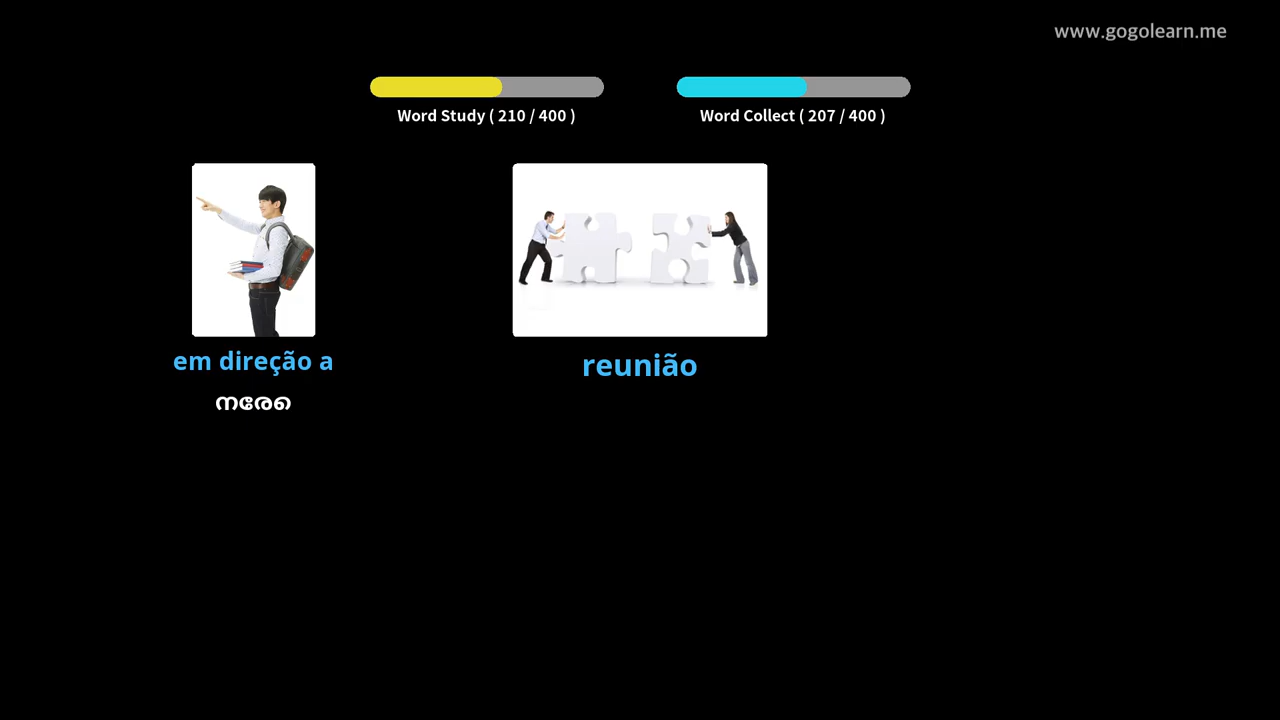 www.gogolearn.me
Word Study ( 210 / 400 )
Word Collect ( 207 / 400 )
em direção a
reunião
നേരെ